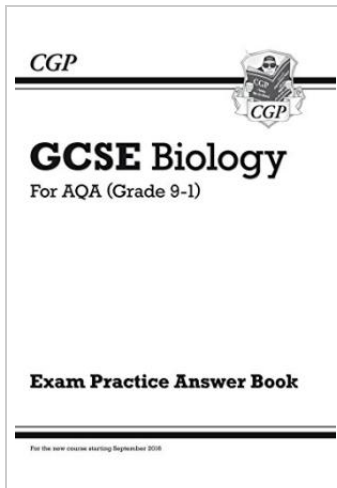 CGP
CGP
CGP
GCSE Biology
For AQA (Grade 9-1)
Exam Practice Answer Book
For the new course starting September 2016